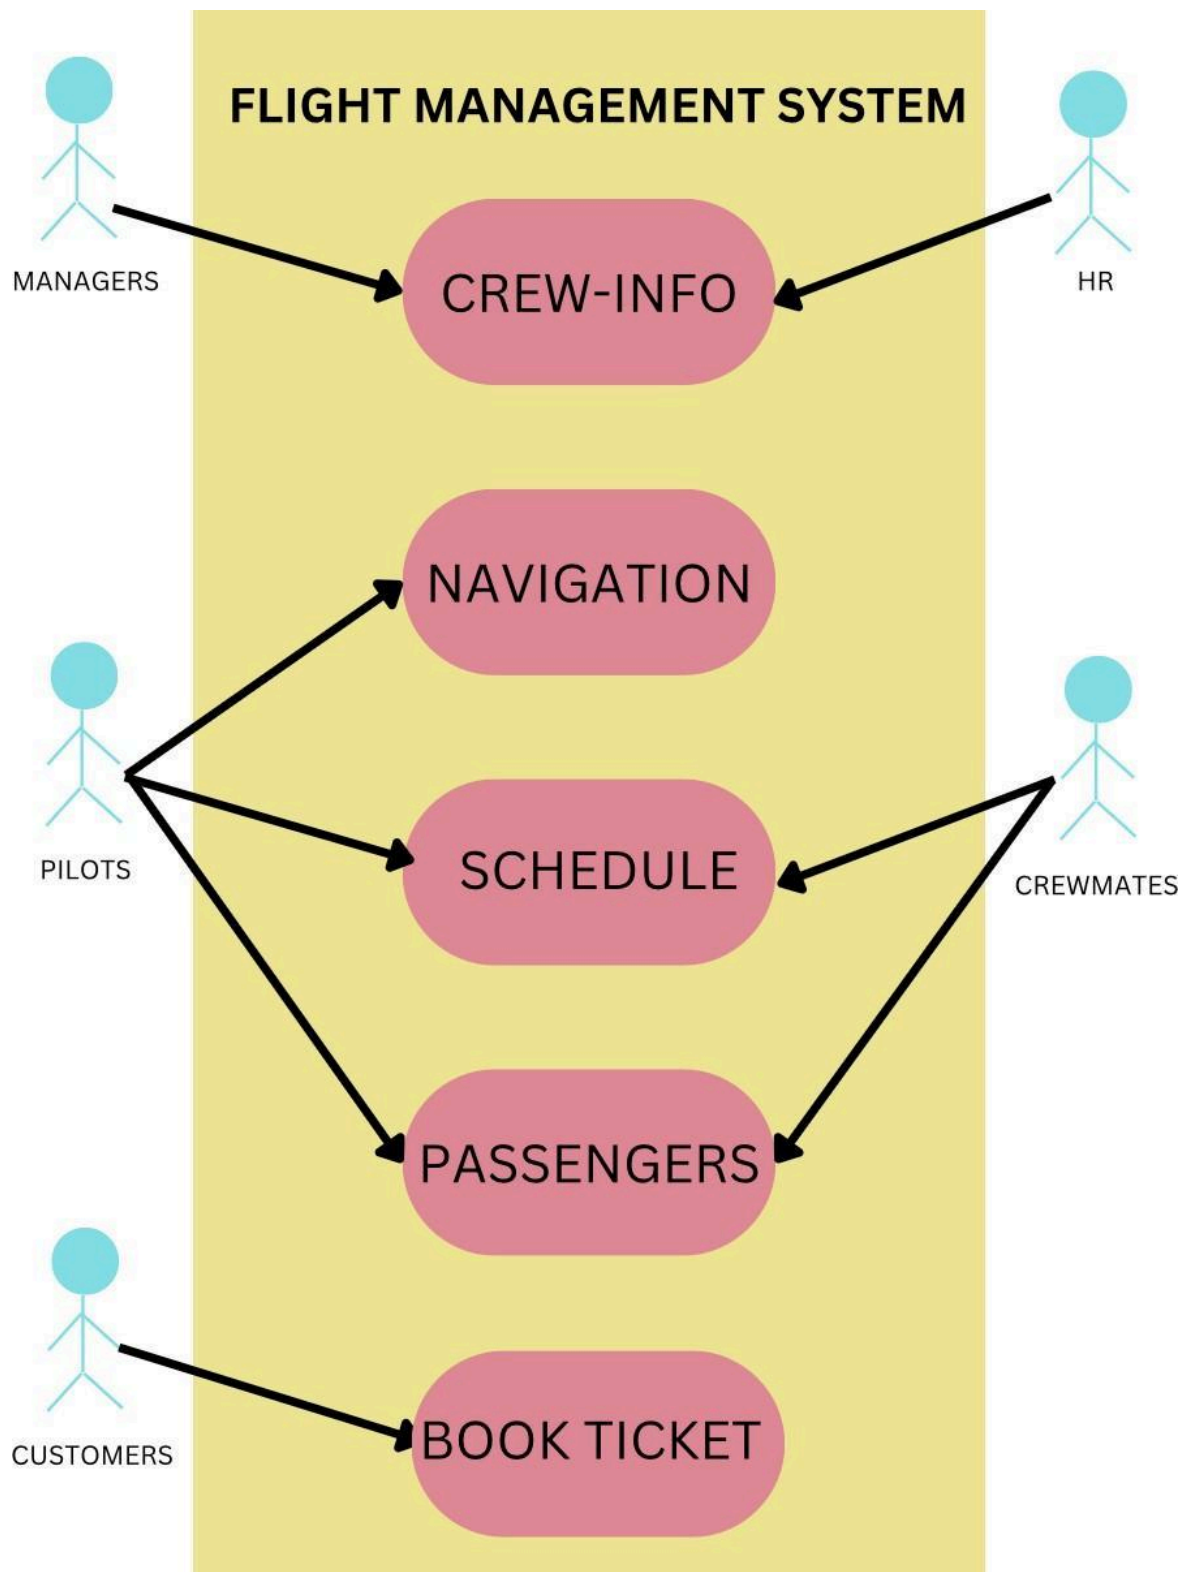 FLIGHT MANAGEMENT SYSTEM
CREW-INFO
MANAGERS
HR
NAVIGATION
SCHEDULE
PILOTS
CREWMATES
PASSENGERS
BOOK TICKET
CUSTOMERS